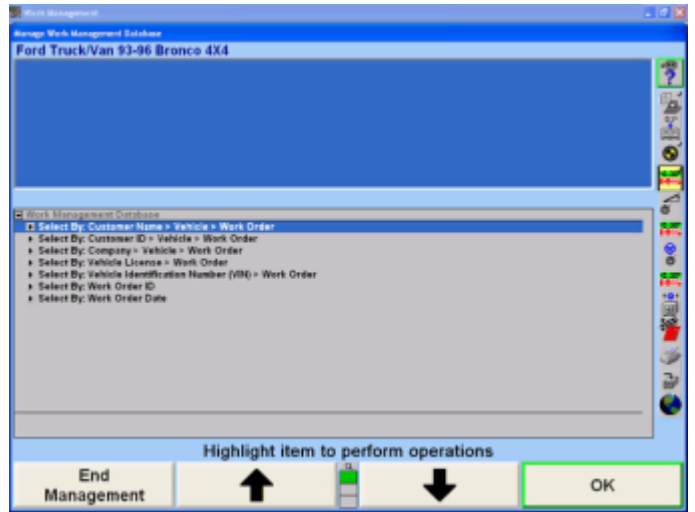 Work Management
Manage Work Management Database
Ford Truck/Van 93-96 Bronco 4X4
Work Management Database
Select By: Customer Name > Vehicle > Work Order
Select By: Customer ID > Vehicle > Work Order
Select By: Company > Vehicle > Work Order
Select By: Vehicle License > Work Order
Select By: Vehicle Identification Number (VIN) > Work Order
Select By: Work Order ID
Select By: Work Order Date
Highlight item to perform operations
End
Management
OK